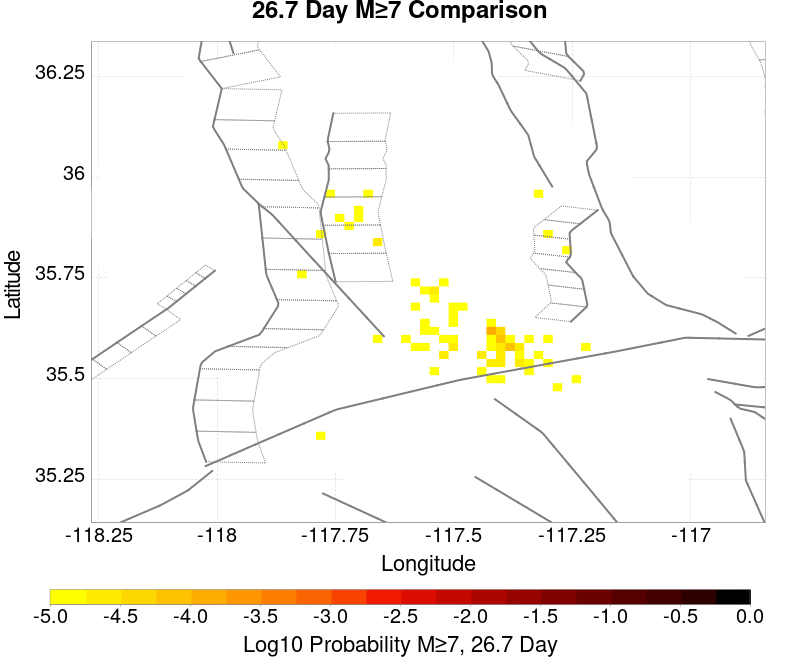 26.7 Day M≥7 Comparison
36.25
36
35.75
35.5
35.25
Latitude
-118.25 -118 -117.75 -117.5 -117.25 -117
Longitude
-5.0 -4.5 -4.0 -3.5 -3.0 -2.5 -2.0 -1.5 -1.0 -0.5 0.0
Log10 Probability M≥7, 26.7 Day